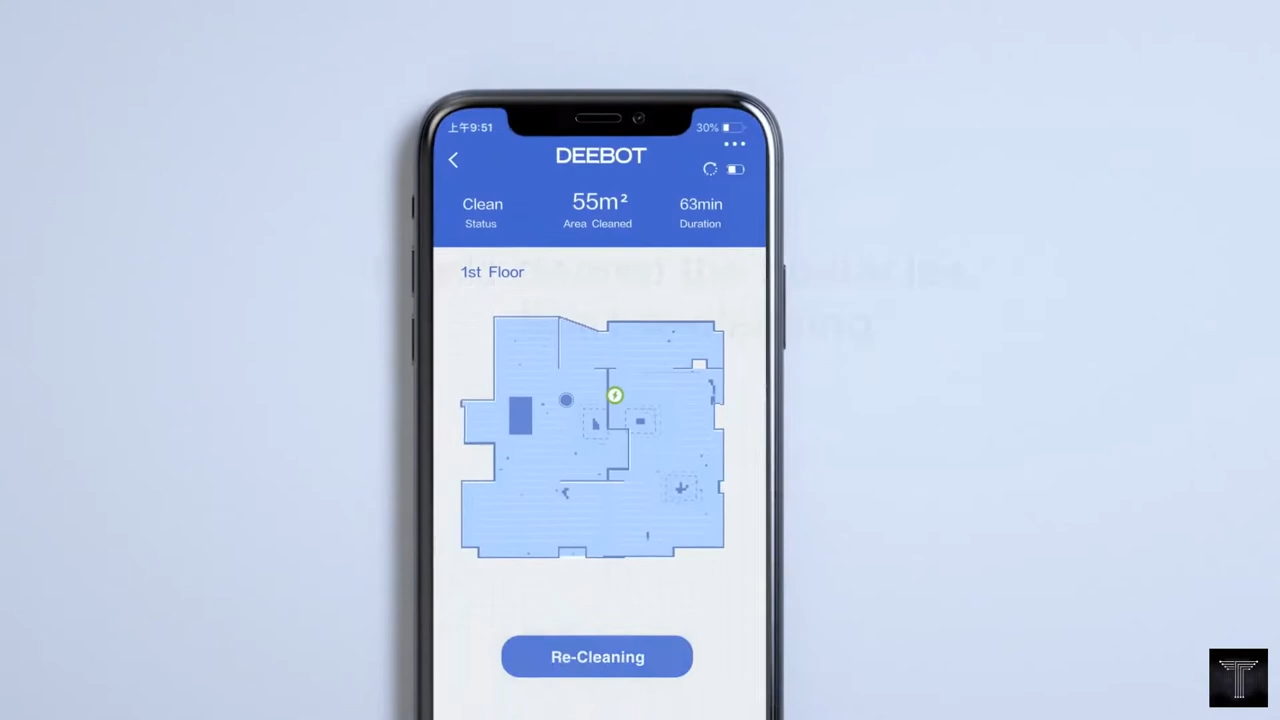 上午9:51
30%
DEEBOT
Clean
55m²
63min
Status
Area Cleaned
Duration
1st Floor
Re-Cleaning